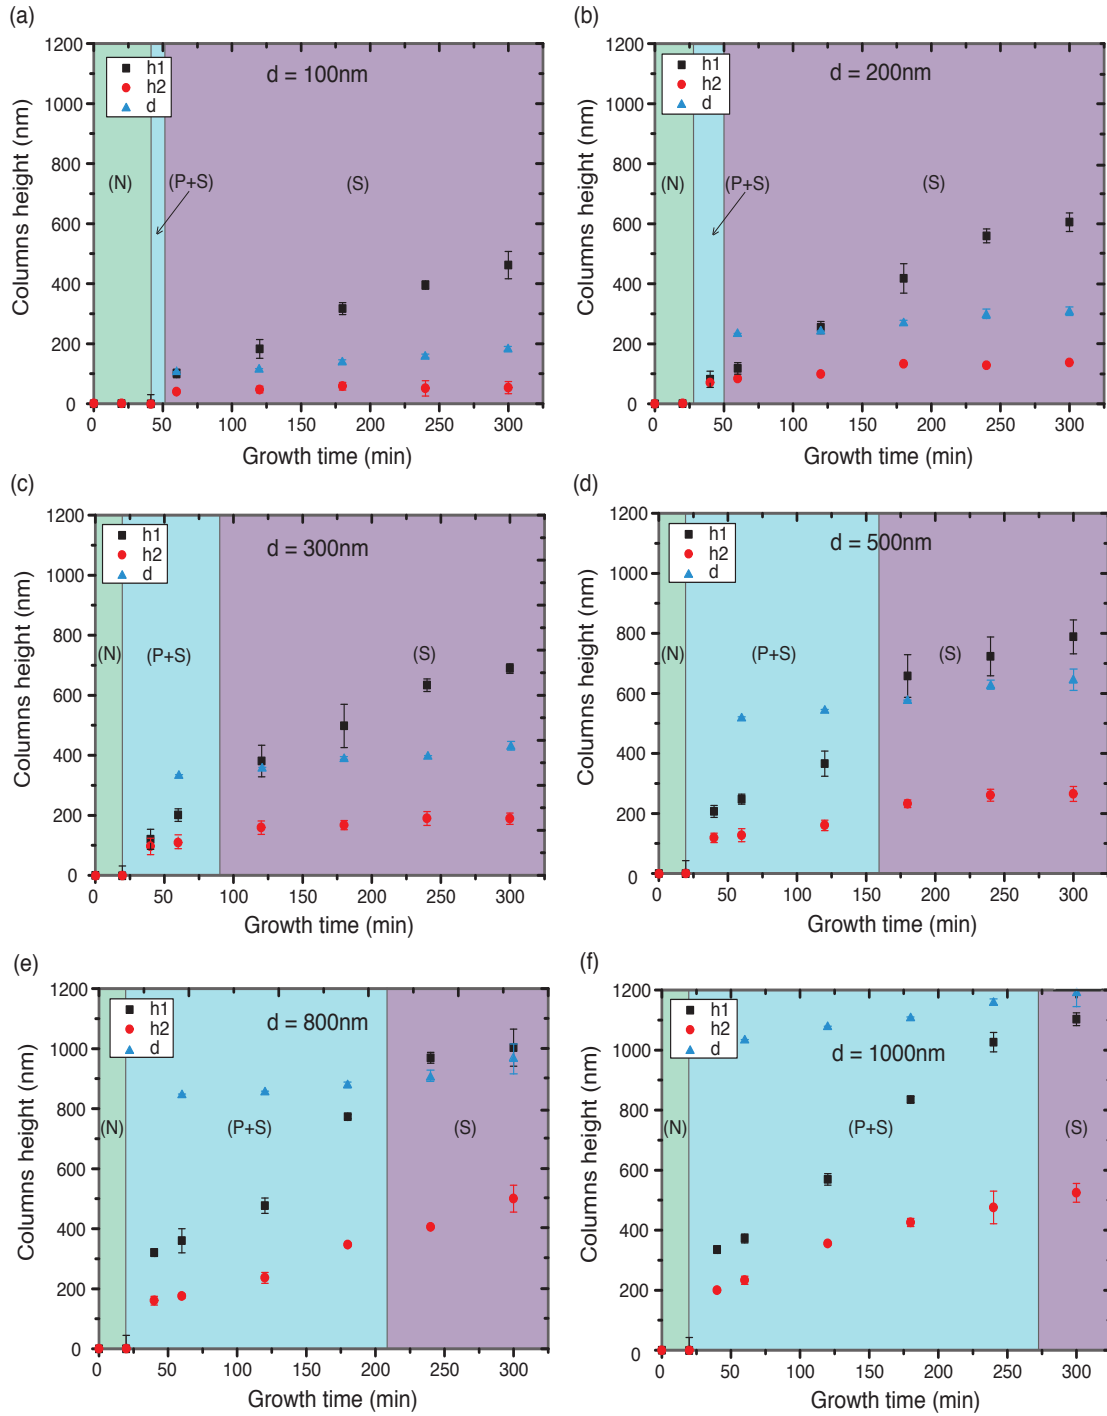 (a)
1200
1000
800
600
400
200
0
Columns height (nm)
h1
h2
d
d = 100nm
(N)
(P+S)
(S)
0 50 100 150 200 250 300
Growth time (min)
(b)
1200
1000
800
600
400
200
0
Columns height (nm)
h1
h2
d
d = 200nm
(P+S)
(S)
0 50 100 150 200 250 300
Growth time (min)
(c)
1200
1000
800
600
400
200
0
Columns height (nm)
h1
h2
d
d = 300nm
(N)
(P+S)
(S)
0 50 100 150 200 250 300
Growth time (min)
(d)
1200
1000
800
600
400
200
0
Columns height (nm)
h1
h2
d
d = 500nm
(N)
(P+S)
(S)
0 50 100 150 200 250 300
Growth time (min)
(e)
1200
1000
800
600
400
200
0
Columns height (nm)
h1
h2
d
d = 800nm
(N)
(P+S)
(S)
0 50 100 150 200 250 300
Growth time (min)
(f)
1200
1000
800
600
400
200
0
Columns height (nm)
h1
h2
d
d = 1000nm
(N)
(P+S)
(S)
0 50 100 150 200 250 300
Growth time (min)